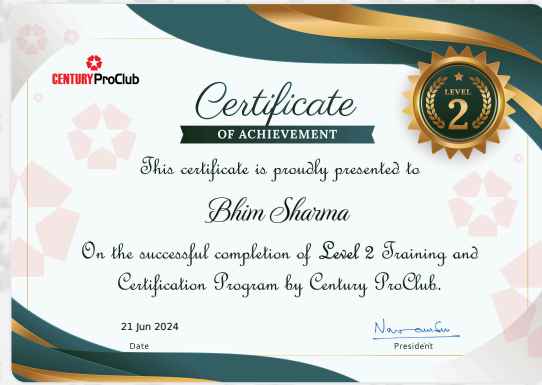 CENTURY ProClub
Certificate
OF ACHIEVEMENT
LEVEL
2
This certificate is proudly presented to
Bhim Sharma
On the successful completion of Level 2 Training and
Certification Program by Century ProClub.
21 Jun 2024
Date
President